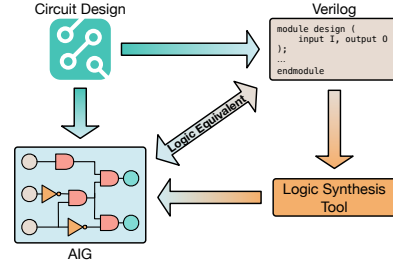 Circuit Design
Verilog
module design (
input I, output O
);
...
endmodule
Logic Equivalent
Logic Synthesis
Tool
AIG